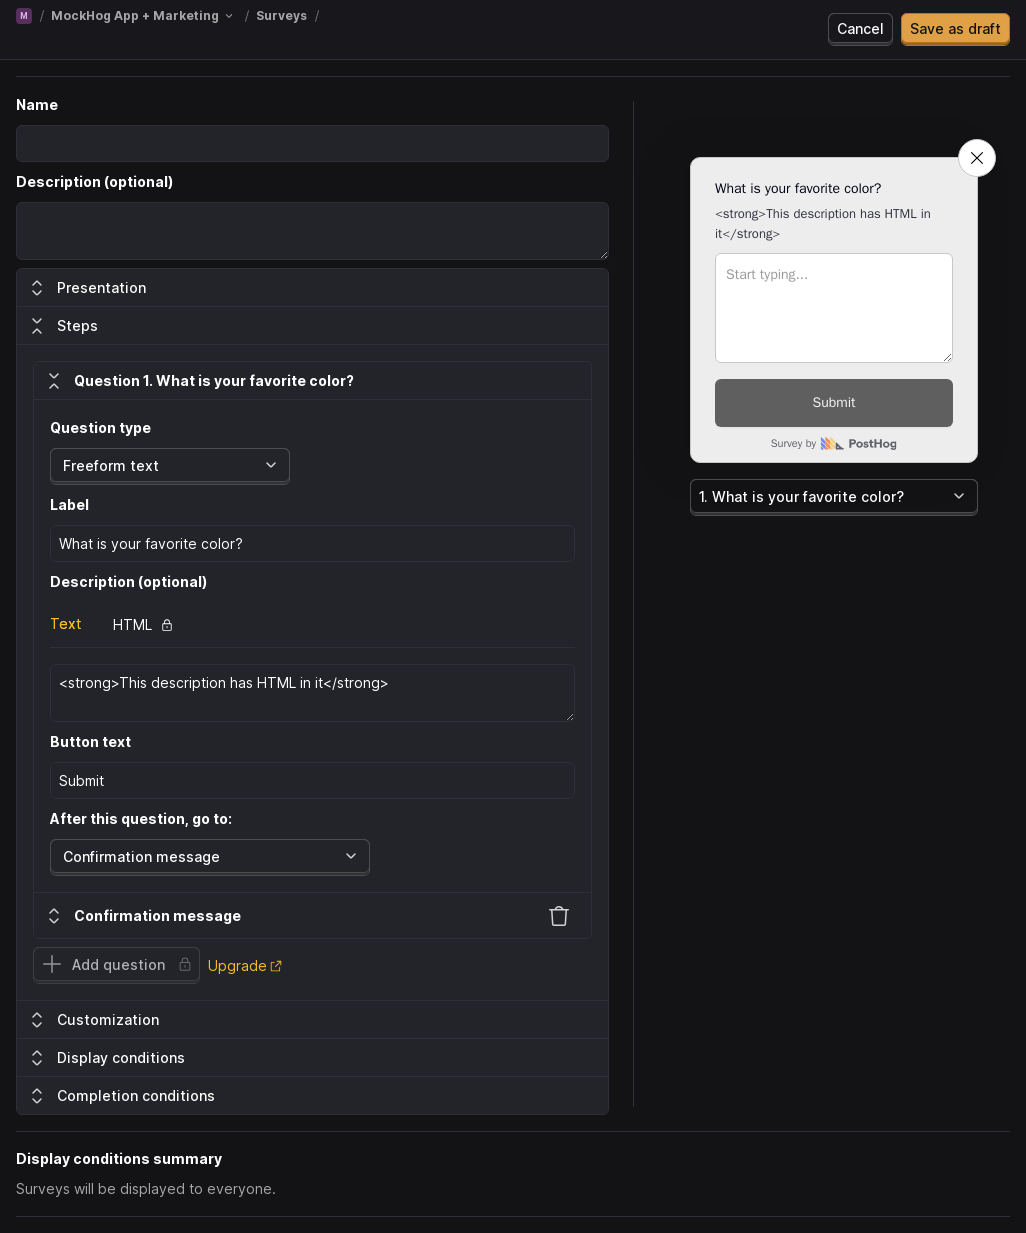 M / MockHog App + Marketing / Surveys /
Cancel
Save as draft
Name
Description (optional)
Presentation
Steps
Question 1. What is your favorite color?
Question type
Freeform text
Label
What is your favorite color?
Description (optional)
Text
HTML
<strong>This description has HTML in it</strong>
Button text
Submit
After this question, go to:
Confirmation message
Confirmation message
Add question
Upgrade
Customization
Display conditions
Completion conditions
What is your favorite color?
<strong>This description has HTML in
it</strong>
Start typing...
Submit
Survey by PostHog
1. What is your favorite color?
Display conditions summary
Surveys will be displayed to everyone.